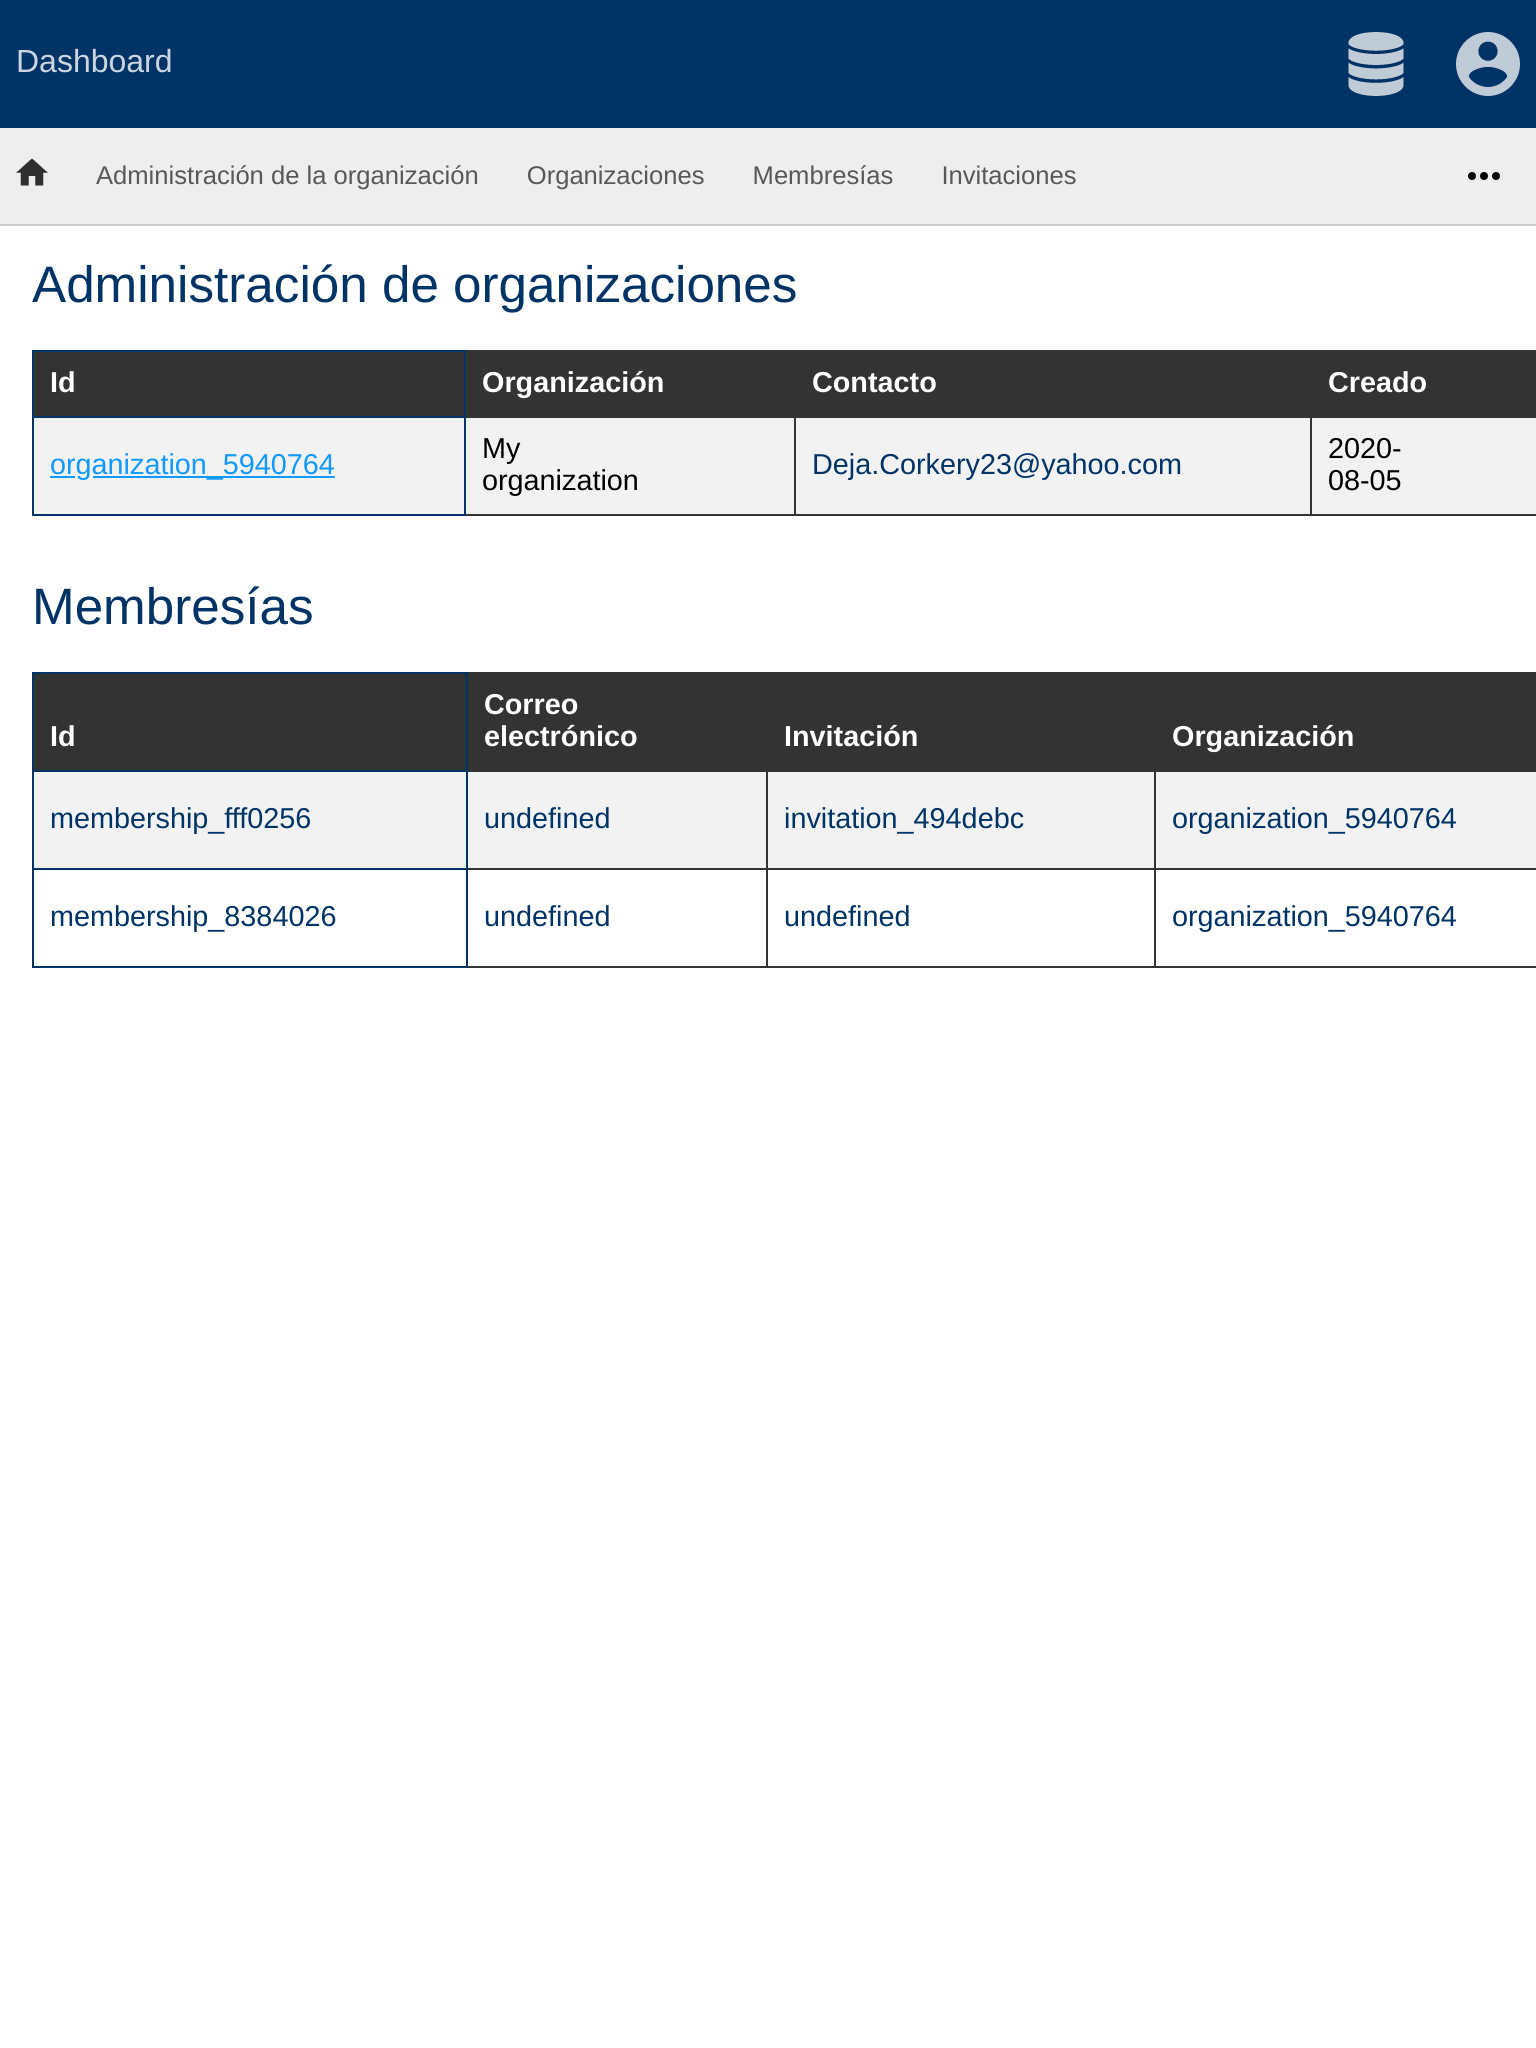 Dashboard
Administración de la organización Organizaciones Membresías Invitaciones
Administración de organizaciones
Id Organización Contacto Creado
organization_5940764 My organization Deja.Corkery23@yahoo.com 2020-08-05
Membresías
Id Correo electrónico Invitación Organización
membership_fff0256 undefined invitation_494debc organization_5940764
membership_8384026 undefined undefined organization_5940764